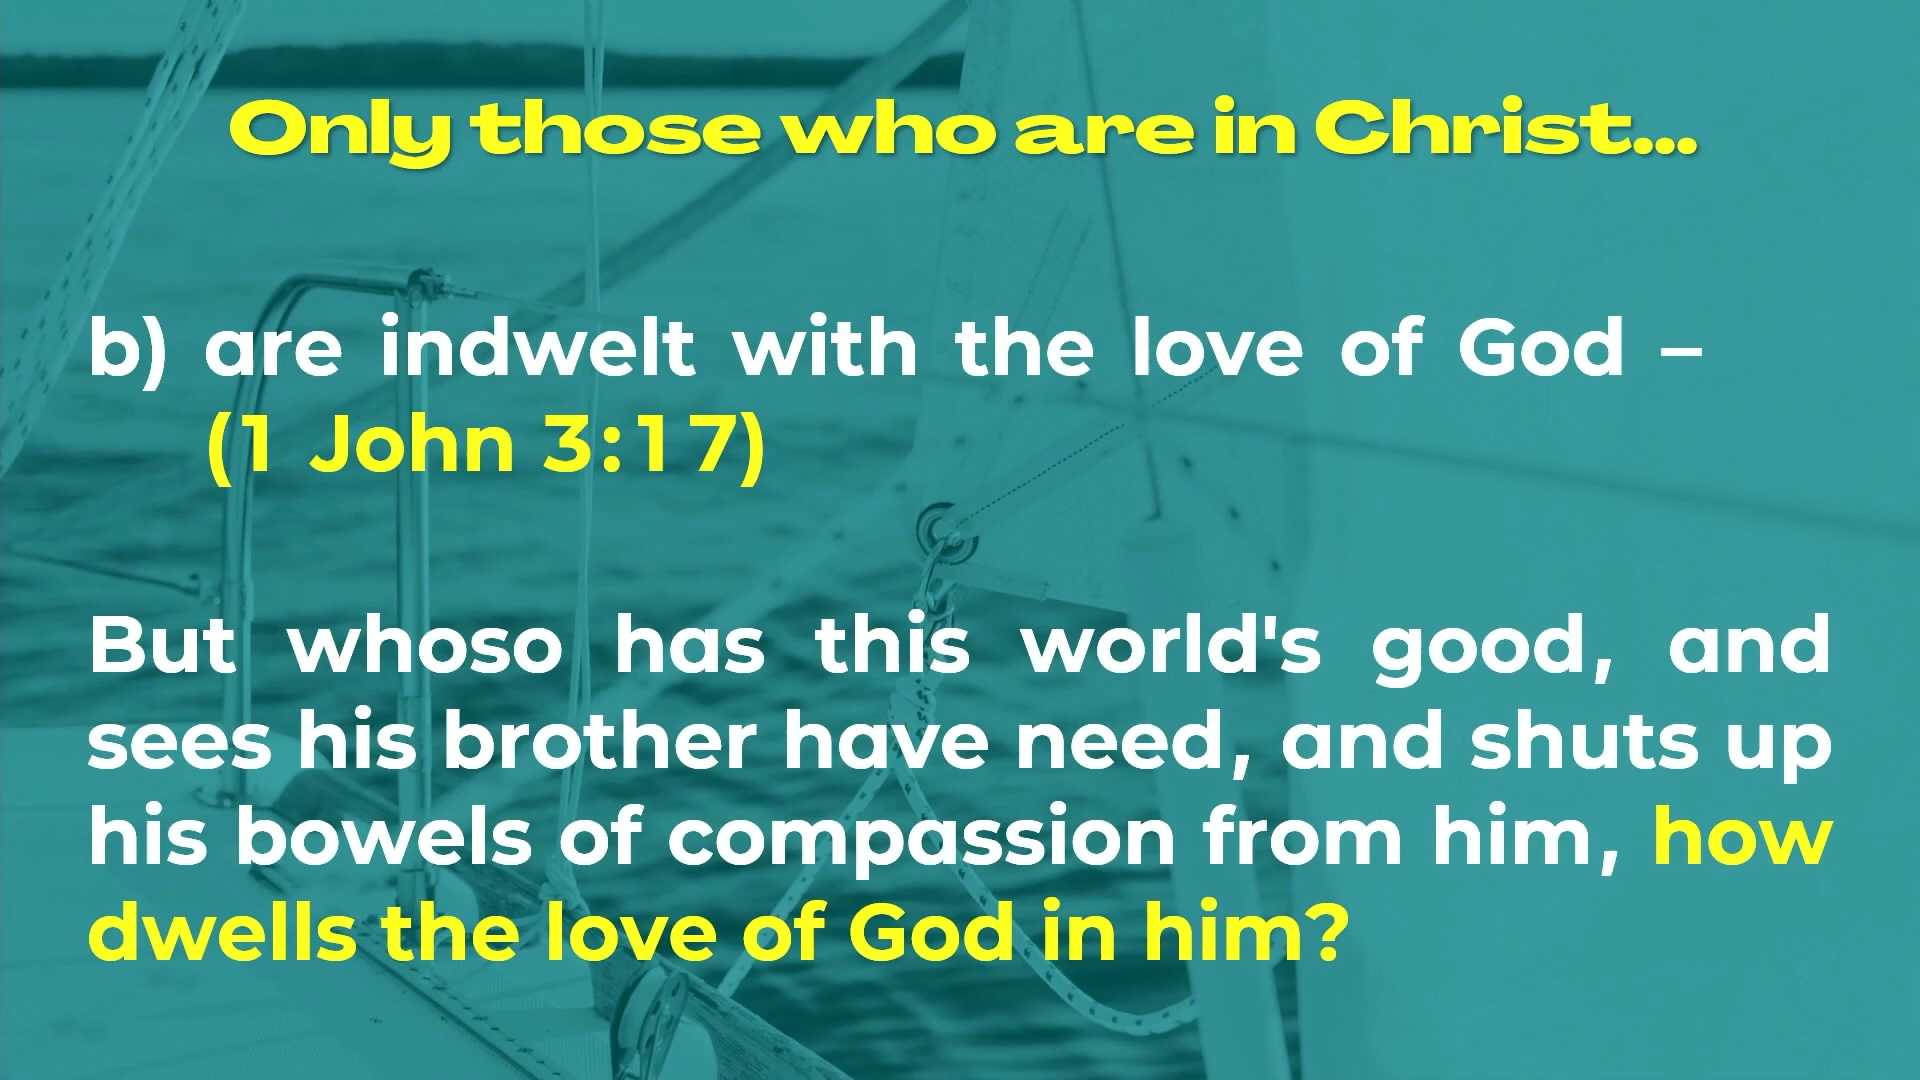 Only those who are in Christ...
b) are indwelt with the love of God –
(1 John 3:17)
But whoso has this world's good, and
sees his brother have need, and shuts up
his bowels of compassion from him, how
dwells the love of God in him?